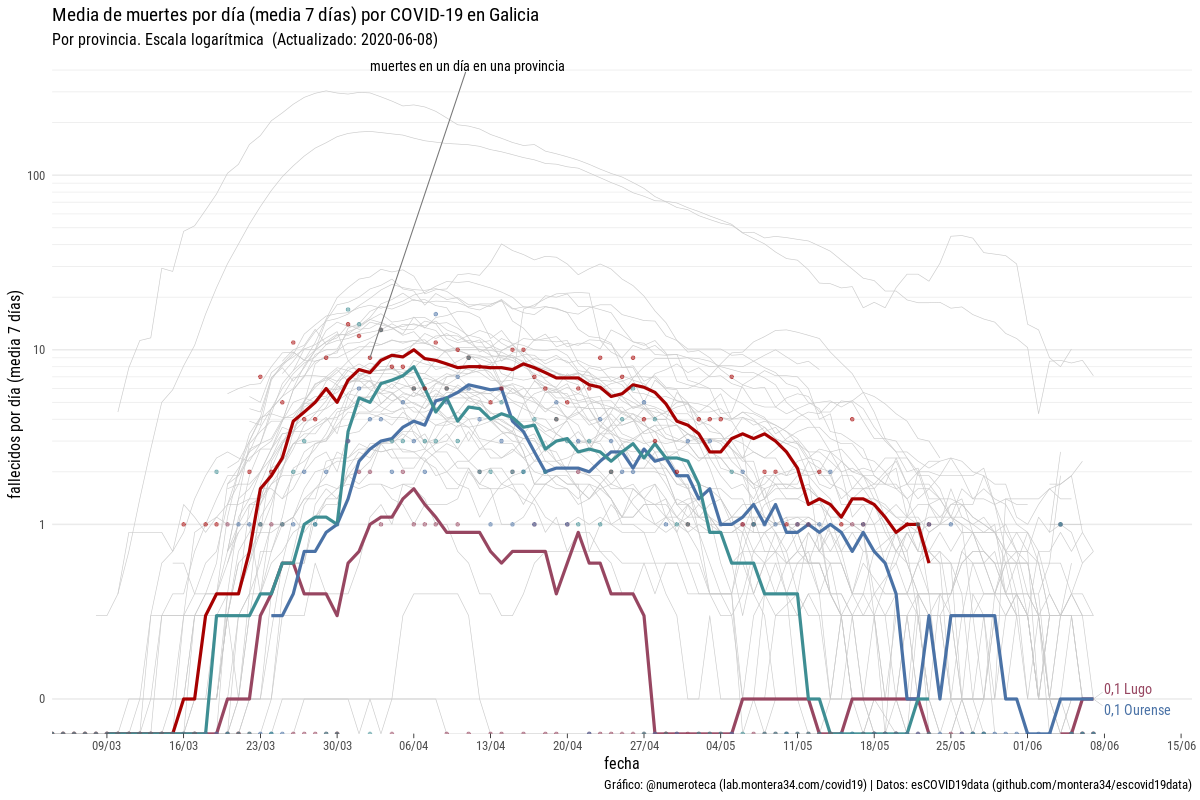 Media de muertes por día (media 7 días) por COVID-19 en Galicia
Por provincia. Escala logarítmica (Actualizado: 2020-06-08)
muertes en un día en una provincia
fallecidos por día (media 7 días)
100
10
1
0
0,1 Lugo
0,1 Ourense
09/03 16/03 23/03 30/03 06/04 13/04 20/04 27/04 04/05 11/05 18/05 25/05 01/06 08/06 15/06
fecha
Gráfico: @numeroteca (lab.montera34.com/covid19) | Datos: esCOVID19data (github.com/montera34/escovid19data)